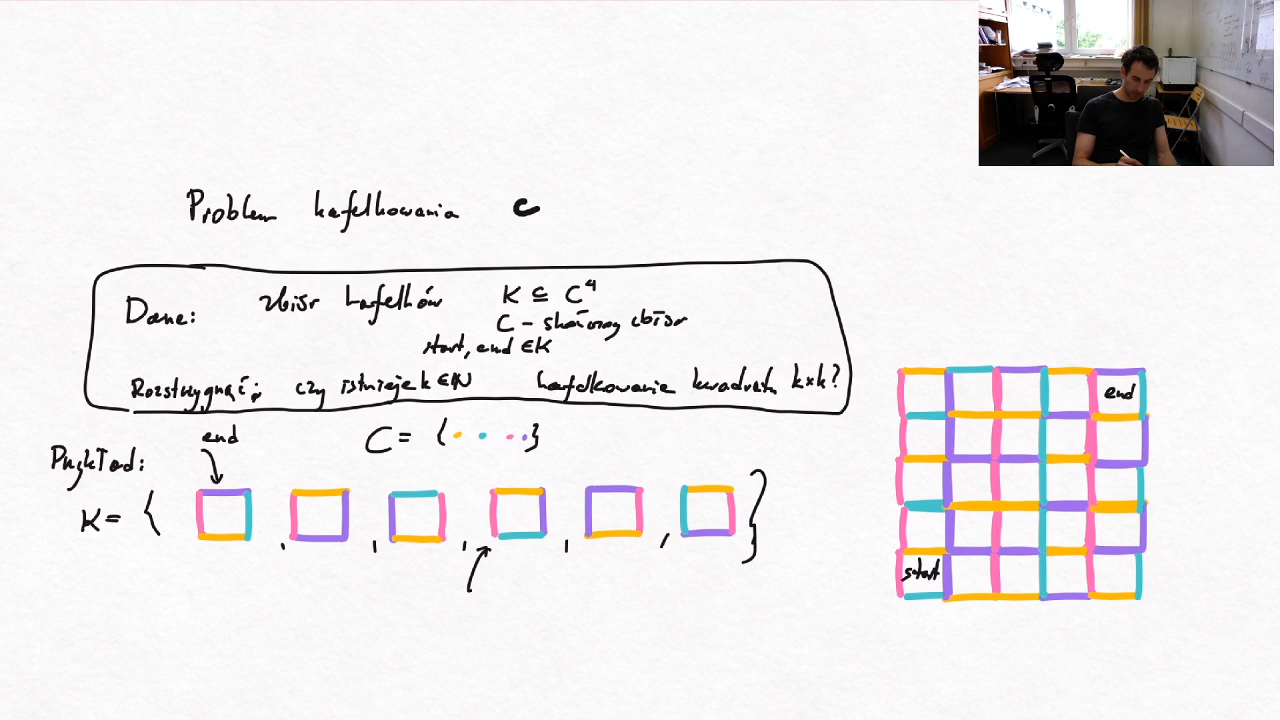 Problem kafelkowania C
Dane: zbiór kafelków K ⊆ C⁴
C - skończony zbiór
start, end ∈ K
Rozstrzygnąć: czy istnieje k ∈ ℕ kafelkowanie kwadratu k×k?
end
C = { · · · · }
Przykład:
K = { , , , , , }
end
start